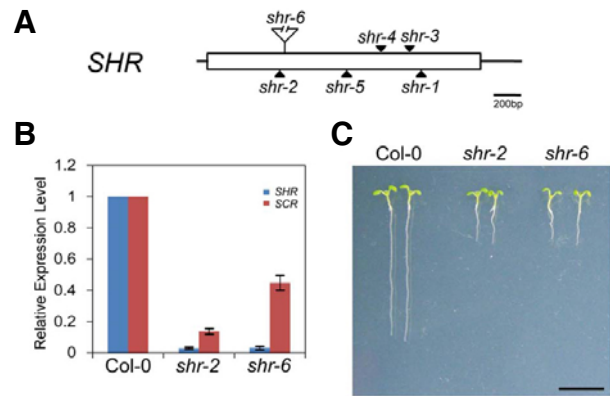 A
shr-6
shr-4 shr-3
SHR
shr-2 shr-5 shr-1
200bp
B
Relative Expression Level
1.2
1
0.8
0.6
0.4
0.2
0
SHR
SCR
Col-0 shr-2 shr-6
C
Col-0 shr-2 shr-6